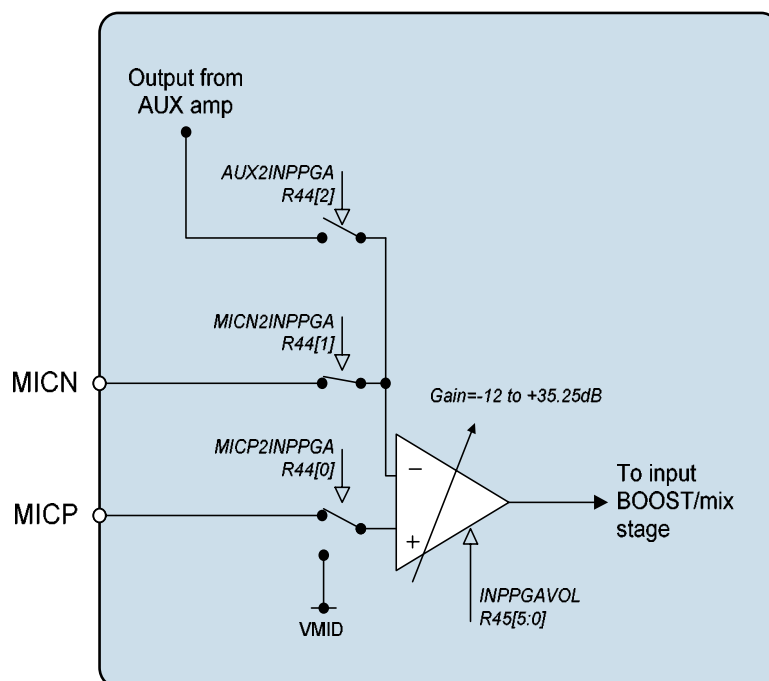 Output from
AUX amp
AUX2INPPGA
R44[2]
MICN2INPPGA
R44[1]
MICN
Gain=-12 to +35.25dB
MICP2INPPGA
R44[0]
MICP
−
+
To input
BOOST/mix
stage
INPPGAVOL
R45[5:0]
VMID